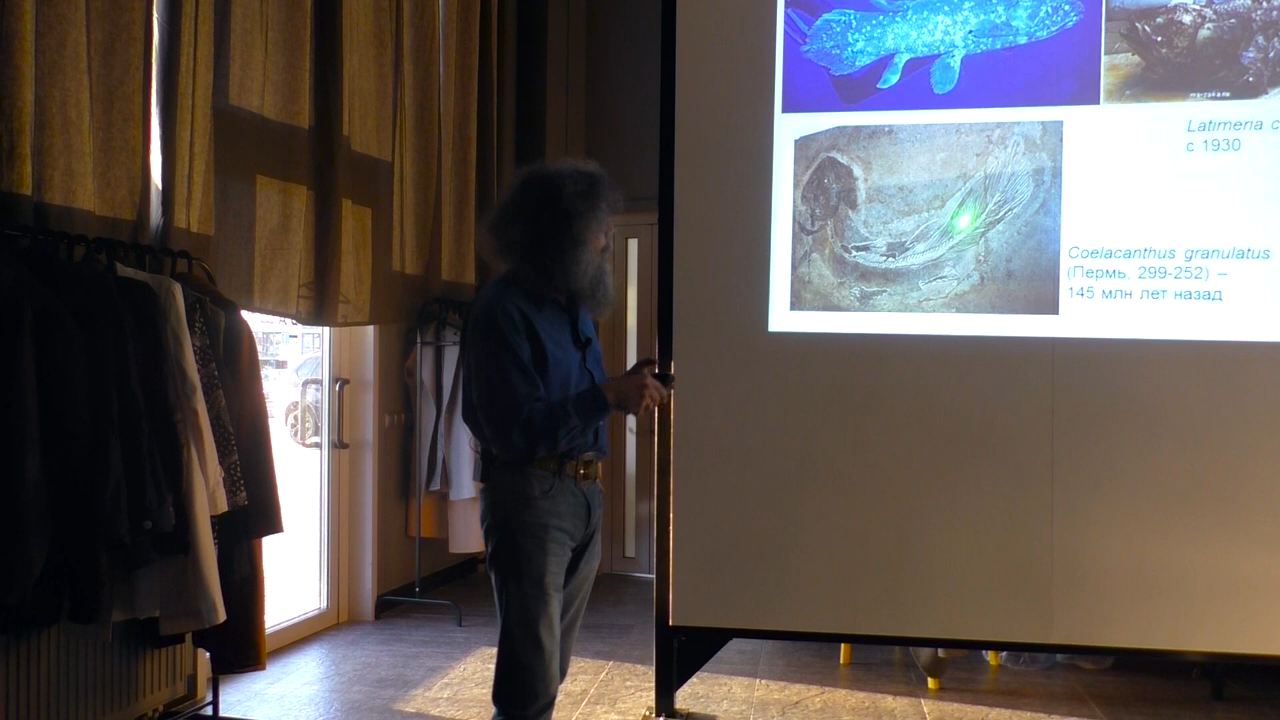 Latimeria c
с 1930
Coelacanthus granulatus
(Пермь, 299-252) –
145 млн лет назад